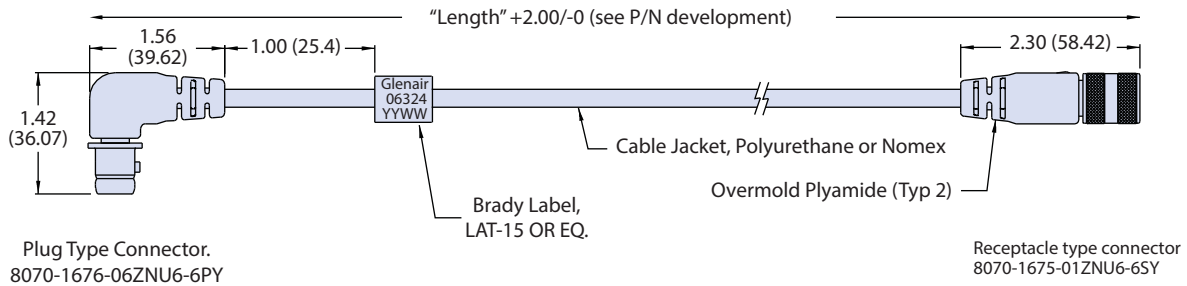 “Length” +2.00/-0 (see P/N development)
1.56
(39.62)
1.00 (25.4)
2.30 (58.42)
1.42
(36.07)
Glenair
06324
YYWW
Cable Jacket, Polyurethane or Nomex
Overmold Plyamide (Typ 2)
Brady Label,
LAT-15 OR EQ.
Plug Type Connector.
8070-1676-06ZNU6-6PY
Receptacle type connector
8070-1675-01ZNU6-6SY